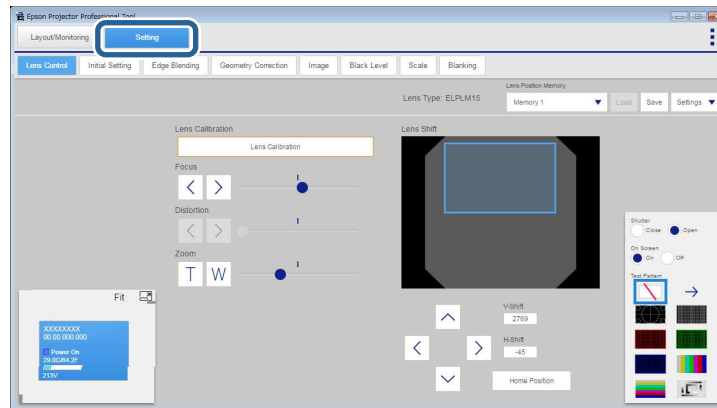 Epson Projector Professional Tool
Layout/Monitoring
Setting
Lens Control
Initial Setting
Edge Blending
Geometry Correction
Image
Black Level
Scale
Blanking
Lens Type: ELPLM15
Lens Position Memory
Memory 1
Load
Save
Settings
Lens Calibration
Lens Calibration
Focus
Distortion
Zoom
T W
Lens Shift
V-Shift
2769
H-Shift
-45
Home Position
Shutter
Close Open
On Screen
On Off
Test Pattern
Fit
XXXXXXXX
00.00.000.000
Power On
29.0C/84.2F
213V